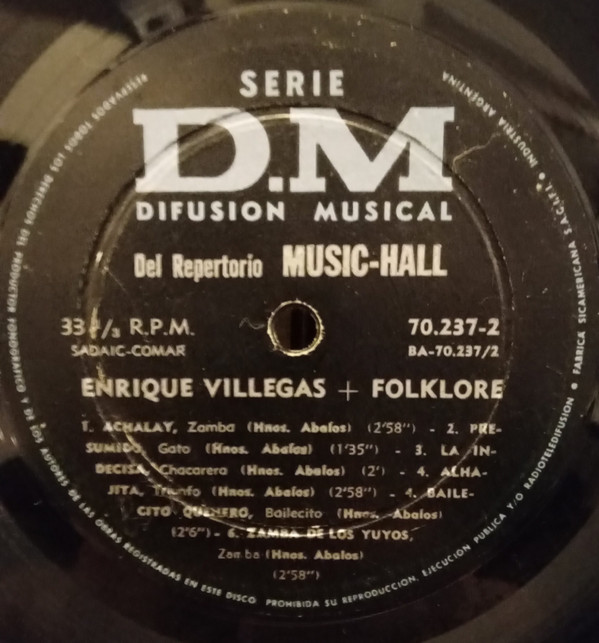 SERIE
D.M
DIFUSION MUSICAL
Del Repertorio MUSIC-HALL
33 1/3 R.P.M.
SADAIC-COMAR
70.237-2
BA-70.237/2
ENRIQUE VILLEGAS + FOLKLORE
1. ACHALAY, Zamba (Hnos. Abalos) (2'58") - 2. PRE-
SUMIDO, Gato (Hnos. Abalos) (1'35") - 3. LA IN-
DECISA, Chacarera (Hnos. Abalos) (2') - 4. ALHA-
JITA, Triunfo (Hnos. Abalos) (2'58") - 4. BAILE-
CITO QUEÑERO, Bailecito (Hnos. Abalos)
(2'6") - 6. ZAMBA DE LOS YUYOS,
Zamba (Hnos. Abalos)
(2'58")
INDUSTRIA ARGENTINA ● FABRICA SICAMERICANA S.A.C.I.F.I. ● RESERVADOS TODOS LOS DERECHOS DEL PRODUCTOR FONOGRAFICO Y DE LOS AUTORES DE LAS OBRAS REGISTRADAS EN ESTE DISCO PROHIBIDA SU REPRODUCCION, EJECUCION PUBLICA Y/O RADIOTELEDIFUSION